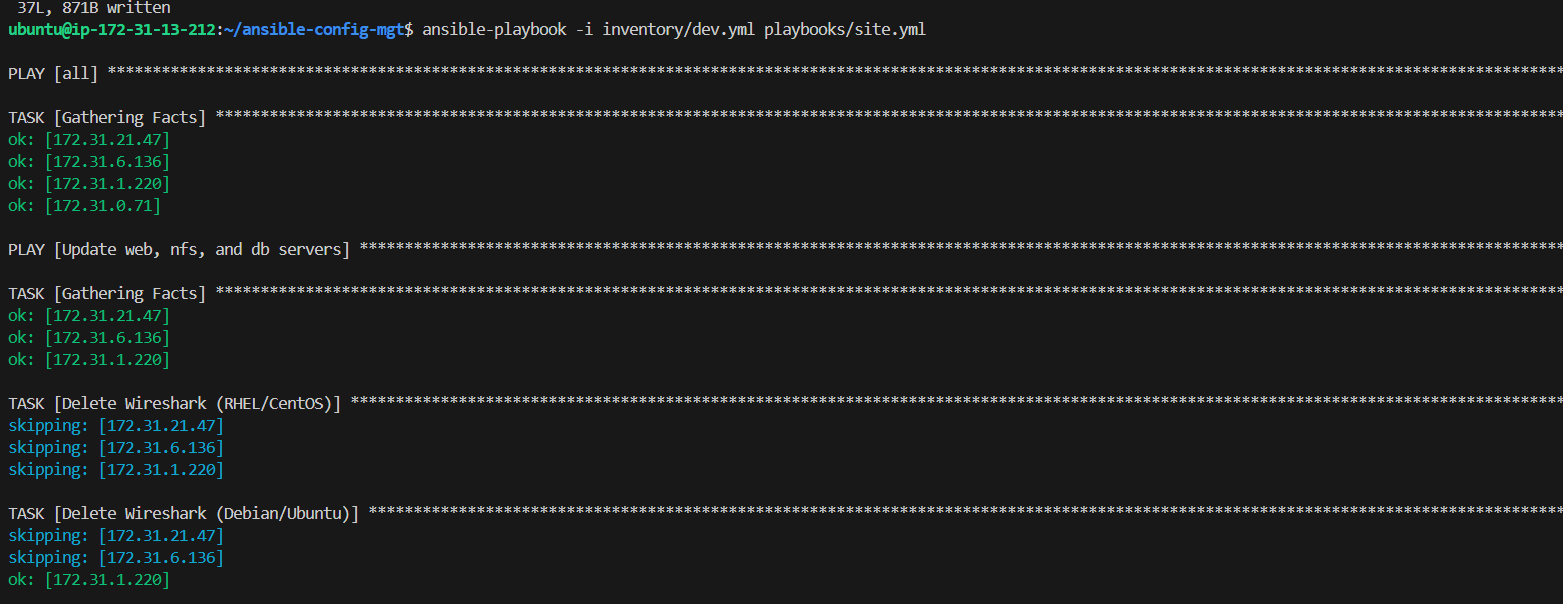 37L, 871B written
ubuntu@ip-172-31-13-212:~/ansible-config-mgt$ ansible-playbook -i inventory/dev.yml playbooks/site.yml
PLAY [all] ****************************************************************************************************************************************************************
TASK [Gathering Facts] ******************************************************************************************************************************************************
ok: [172.31.21.47]
ok: [172.31.6.136]
ok: [172.31.1.220]
ok: [172.31.0.71]
PLAY [Update web, nfs, and db servers] **************************************************************************************************************************************
TASK [Gathering Facts] ******************************************************************************************************************************************************
ok: [172.31.21.47]
ok: [172.31.6.136]
ok: [172.31.1.220]
TASK [Delete Wireshark (RHEL/CentOS)] ***************************************************************************************************************************************
skipping: [172.31.21.47]
skipping: [172.31.6.136]
skipping: [172.31.1.220]
TASK [Delete Wireshark (Debian/Ubuntu)] *************************************************************************************************************************************
skipping: [172.31.21.47]
skipping: [172.31.6.136]
ok: [172.31.1.220]